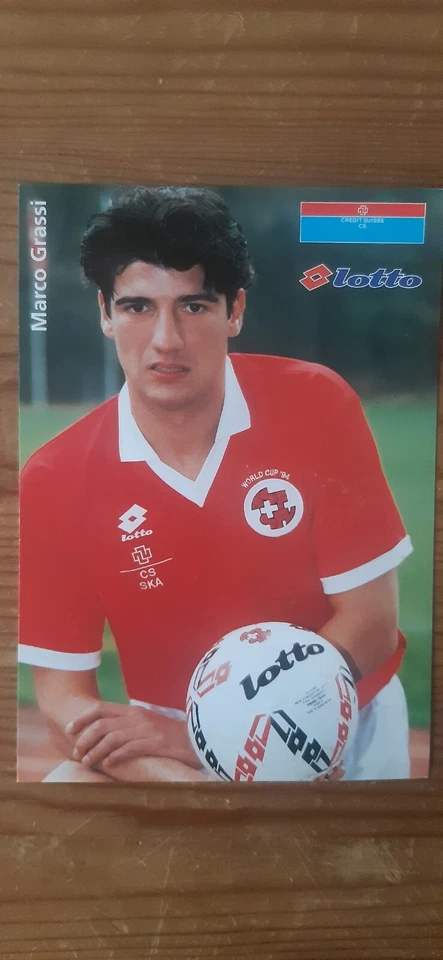 Marco Grassi
CREDIT SUISSE
CS
lotto
WORLD CUP '94
lotto
CS
SKA
lotto